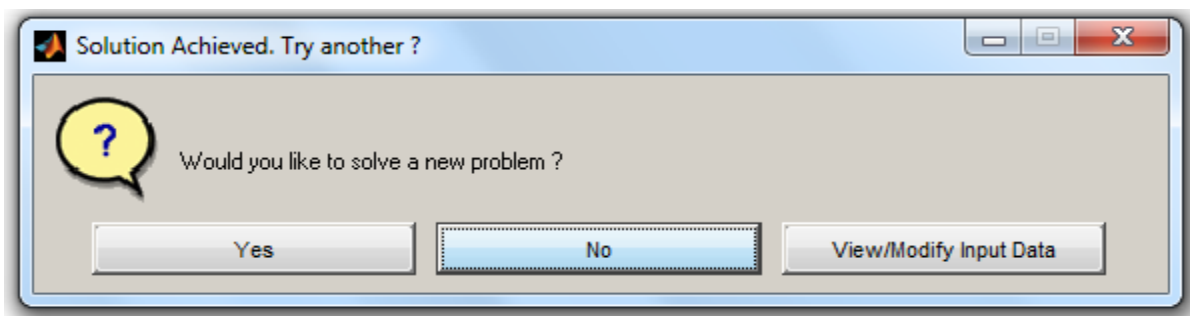 Solution Achieved. Try another ?
?
Would you like to solve a new problem ?
Yes
No
View/Modify Input Data